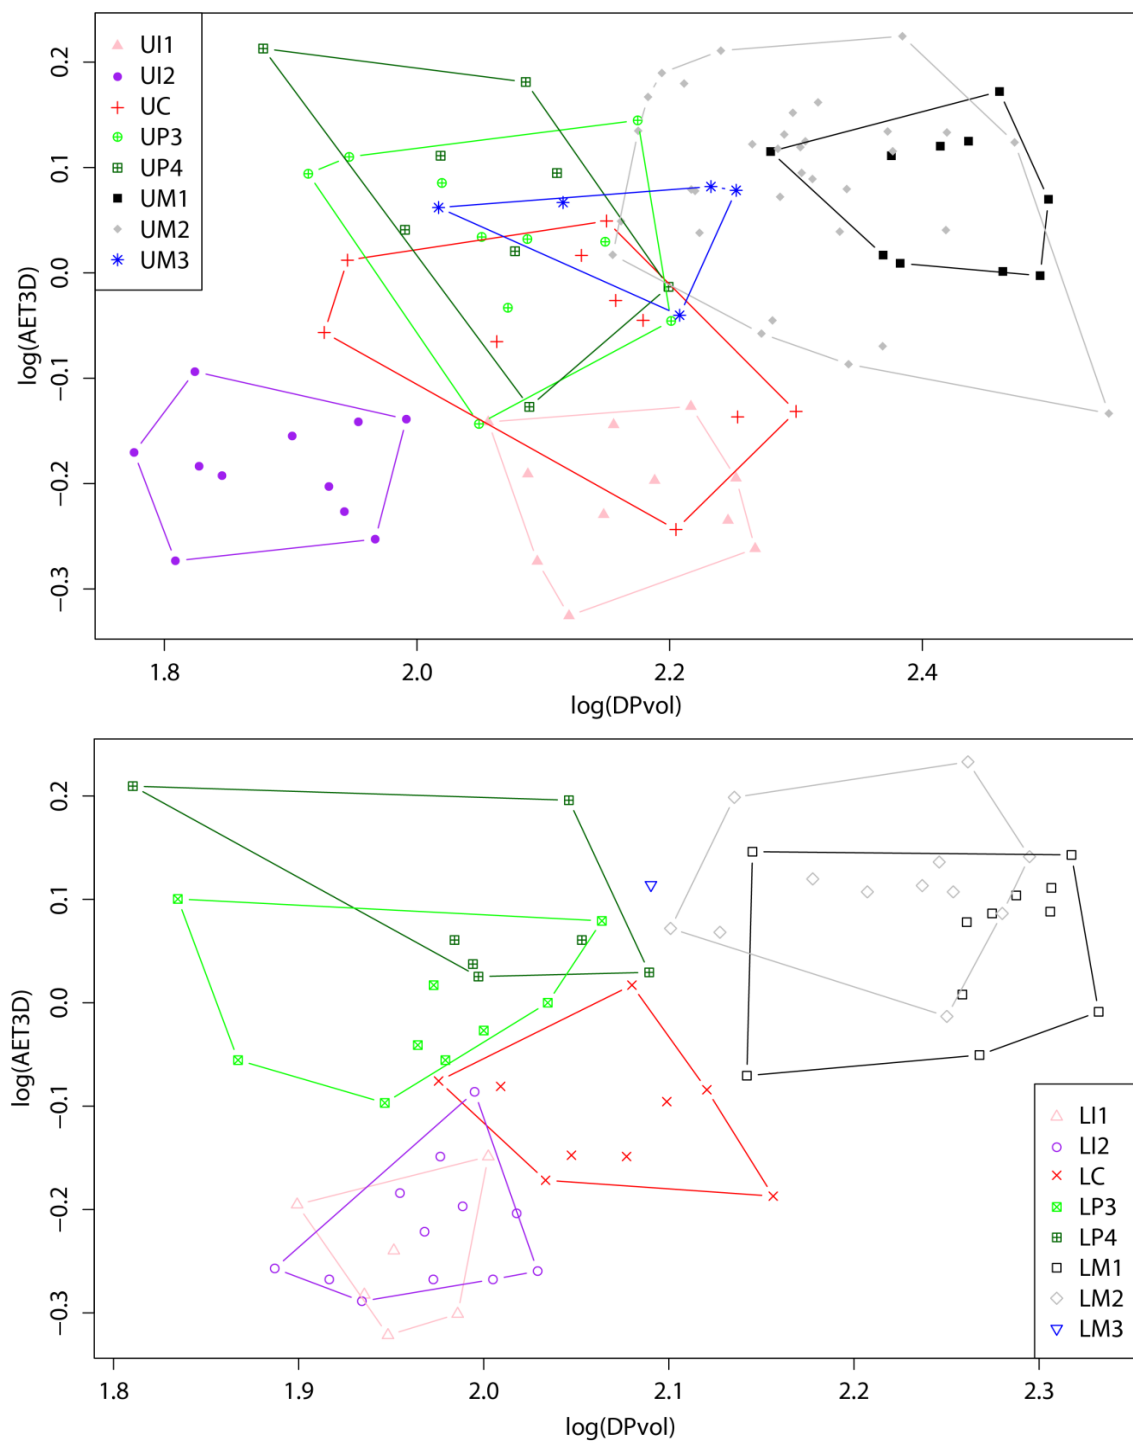 UI1
UI2
UC
UP3
UP4
UM1
UM2
UM3
0.2
0.1
0.0
−0.1
−0.2
−0.3
log(AET3D)
1.8
2.0
2.2
2.4
log(DPvol)
0.2
0.1
0.0
−0.1
−0.2
−0.3
log(AET3D)
LI1
LI2
LC
LP3
LP4
LM1
LM2
LM3
1.8
1.9
2.0
2.1
2.2
2.3
log(DPvol)